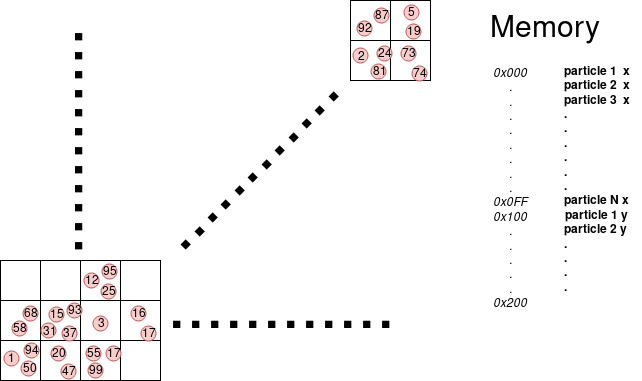 Memory
87 5
92 19
2 24 73
81 74
0x000 particle 1 x
particle 2 x
particle 3 x
0x0FF particle N x
0x100 particle 1 y
particle 2 y
0x200
95
12
25
68 15 93 3 16
58 31 37 17
1 94 20 55 17
50 47 99